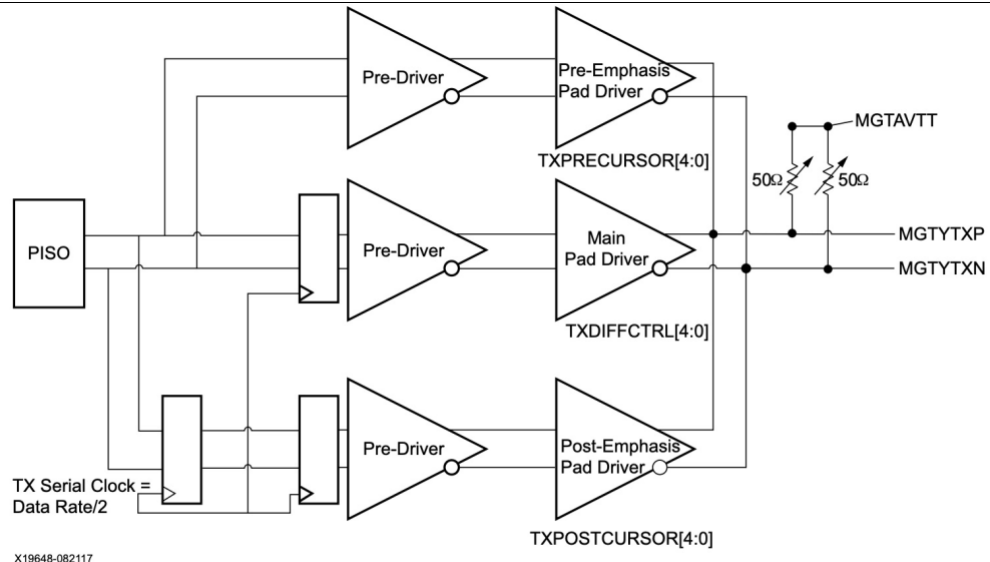 Pre-Driver
Pre-Emphasis
Pad Driver
TXPRECURSOR[4:0]
MGTAVTT
50Ω
50Ω
PISO
Pre-Driver
Main
Pad Driver
MGTYTXP
MGTYTXN
TXDIFFCTRL[4:0]
Pre-Driver
Post-Emphasis
Pad Driver
TX Serial Clock =
Data Rate/2
TXPOSTCURSOR[4:0]
X19648-082117